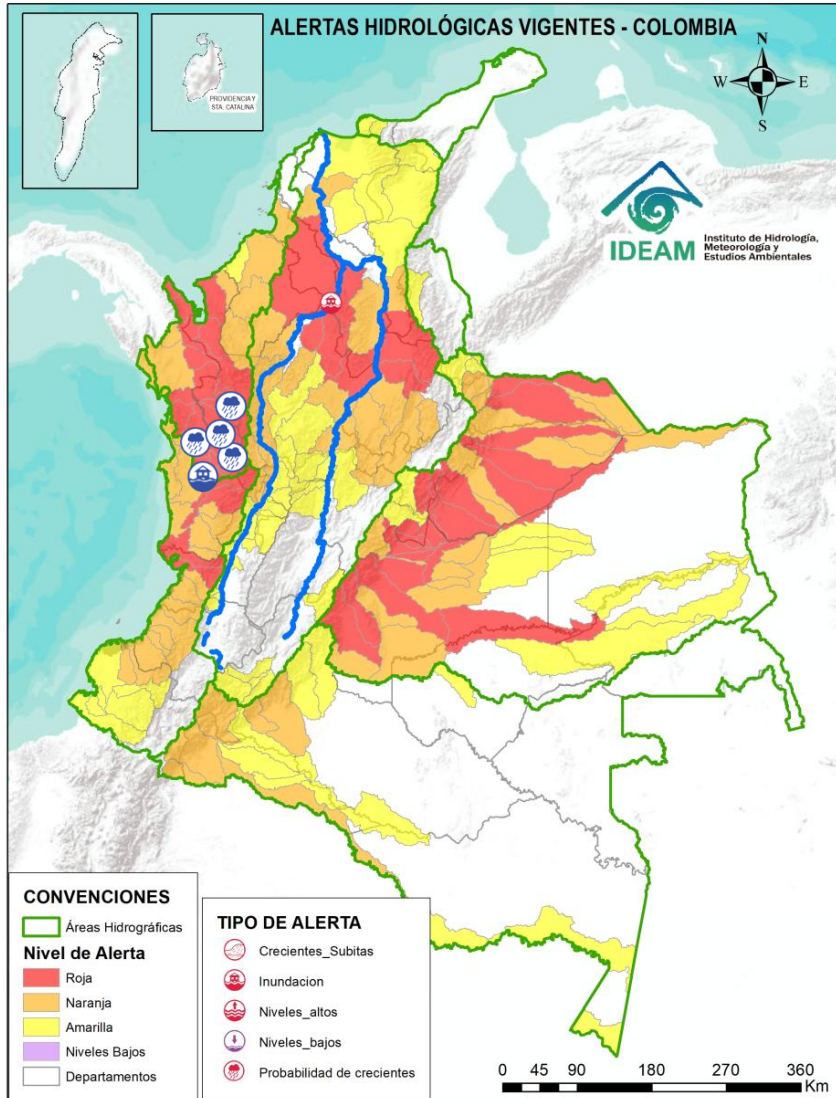 ALERTAS HIDROLÓGICAS VIGENTES - COLOMBIA
PROVIDENCIA Y
STA. CATALINA
N
W
E
S
IDEAM
Instituto de Hidrología,
Meteorología y
Estudios Ambientales
CONVENCIONES
Áreas Hidrográficas
Nivel de Alerta
Roja
Naranja
Amarilla
Niveles Bajos
Departamentos
TIPO DE ALERTA
Crecientes_Subitas
Inundacion
Niveles_altos
Niveles_bajos
Probabilidad de crecientes
0 45 90 180 270 360
Km